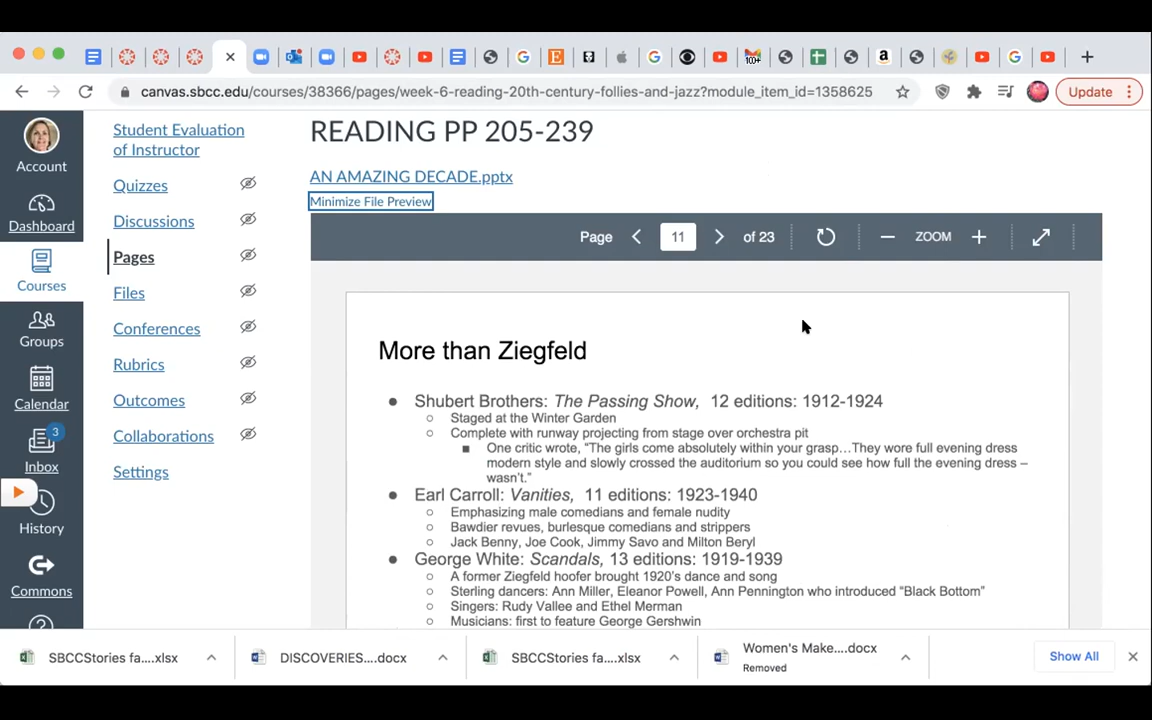 100+
canvas.sbcc.edu/courses/38366/pages/week-6-reading-20th-century-follies-and-jazz?module_item_id=1358625
Update
Account
Dashboard
Courses
Groups
Calendar
3
Inbox
History
Commons
Student Evaluation
of Instructor
Quizzes
Discussions
Pages
Files
Conferences
Rubrics
Outcomes
Collaborations
Settings
READING PP 205-239
AN AMAZING DECADE.pptx
Minimize File Preview
Page 11 of 23 ZOOM
More than Ziegfeld
Shubert Brothers: The Passing Show, 12 editions: 1912-1924
Staged at the Winter Garden
Complete with runway projecting from stage over orchestra pit
One critic wrote, "The girls come absolutely within your grasp...They wore full evening dress
modern style and slowly crossed the auditorium so you could see how full the evening dress –
wasn't."
Earl Carroll: Vanities, 11 editions: 1923-1940
Emphasizing male comedians and female nudity
Bawdier revues, burlesque comedians and strippers
Jack Benny, Joe Cook, Jimmy Savo and Milton Beryl
George White: Scandals, 13 editions: 1919-1939
A former Ziegfeld hoofer brought 1920's dance and song
Sterling dancers: Ann Miller, Eleanor Powell, Ann Pennington who introduced "Black Bottom"
Singers: Rudy Vallee and Ethel Merman
Musicians: first to feature George Gershwin
SBCCStories fa....xlsx
DISCOVERIES....docx
SBCCStories fa....xlsx
Women's Make....docx
Removed
Show All